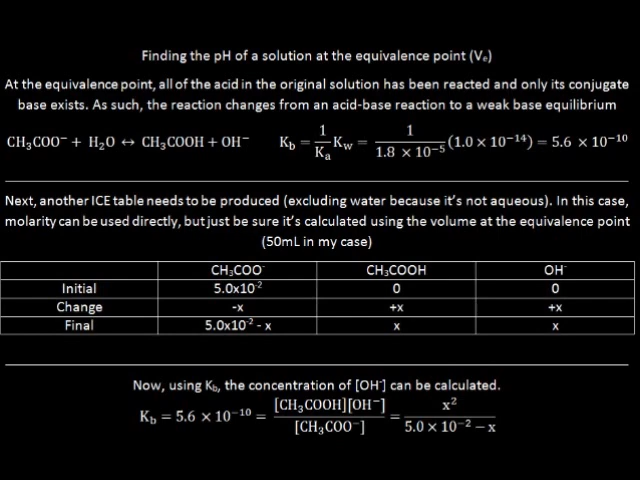 Finding the pH of a solution at the equivalence point (Vₑ)
At the equivalence point, all of the acid in the original solution has been reacted and only its conjugate
base exists. As such, the reaction changes from an acid-base reaction to a weak base equilibrium
CH₃COO⁻ + H₂O ↔ CH₃COOH + OH⁻ K_b = 1/K_a K_w = 1/(1.8 × 10⁻⁵) (1.0 × 10⁻¹⁴) = 5.6 × 10⁻¹⁰
Next, another ICE table needs to be produced (excluding water because it's not aqueous). In this case,
molarity can be used directly, but just be sure it's calculated using the volume at the equivalence point
(50mL in my case)
CH₃COO⁻ CH₃COOH OH⁻
Initial 5.0x10⁻² 0 0
Change -x +x +x
Final 5.0x10⁻² - x x x
Now, using K_b, the concentration of [OH⁻] can be calculated.
K_b = 5.6 × 10⁻¹⁰ = [CH₃COOH][OH⁻]/[CH₃COO⁻] = x²/(5.0 × 10⁻² − x)